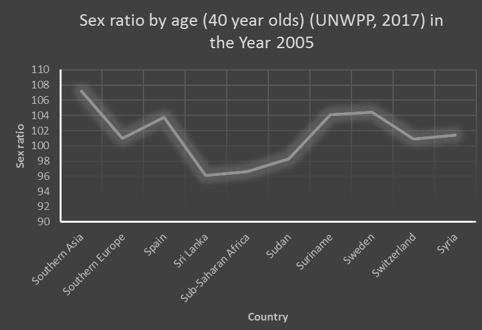 Sex ratio by age (40 year olds) (UNWPP, 2017) in
the Year 2005
110
108
106
104
102
100
98
96
94
92
90
Sex ratio
Southern Asia
Southern Europe
Spain
Sri Lanka
Sub-Saharan Africa
Sudan
Suriname
Sweden
Switzerland
Syria
Country